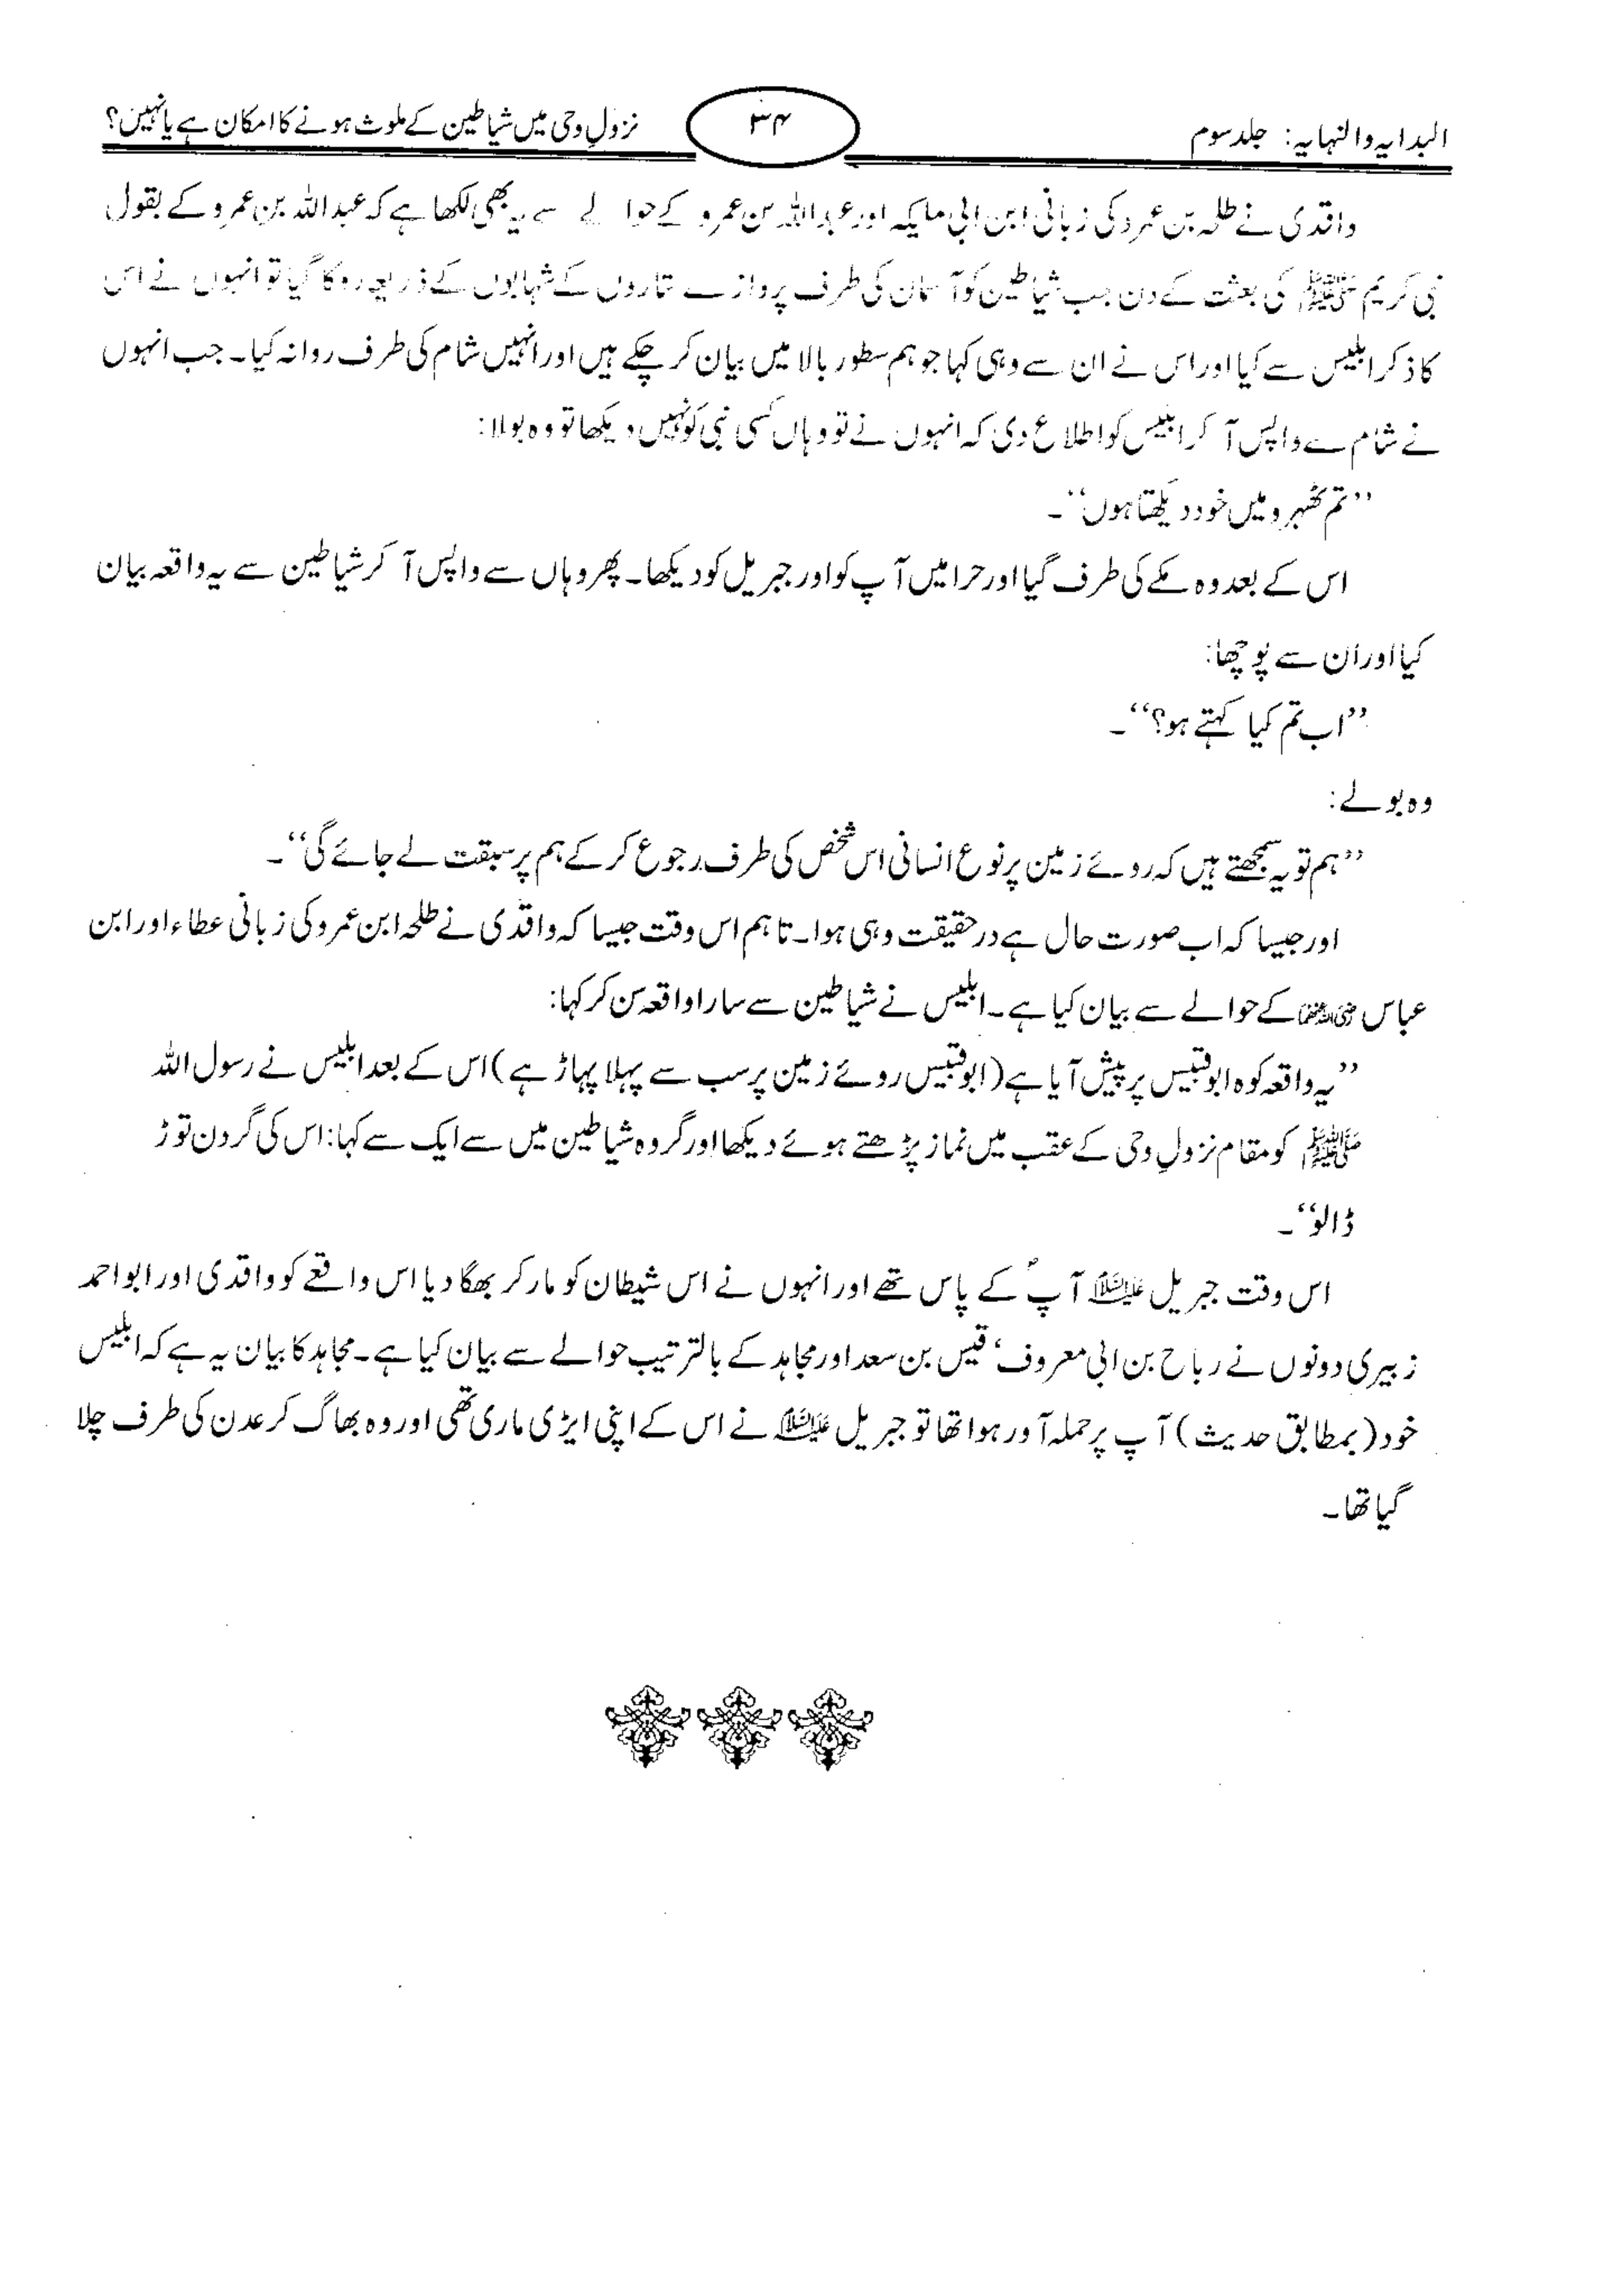 البدایہ والنہایہ: جلد سوم
۳۴
نزولِ وحی میں شیاطین کے ملوث ہونے کا امکان ہے یا نہیں؟
واقدی نے طلحہ بن عمرو کی زبانی ابن ابی ملیکہ اور عبداللہ بن عمرو کے حوالے سے یہ بھی لکھا ہے کہ عبداللہ بن عمرو کے بقول
نبی کریم ﷺ کی بعثت کے دن جب شیاطین کو آسمان کی طرف پرواز سے ستاروں کے شہابوں کے ذریعہ روکا گیا تو انہوں نے اس
کا ذکر ابلیس سے کیا اور اس نے ان سے وہی کہا جو ہم سطور بالا میں بیان کر چکے ہیں اور انہیں شام کی طرف روانہ کیا۔ جب انہوں
نے شام سے واپس آ کر ابلیس کو اطلاع دی کہ انہوں نے تو وہاں کسی نبی کو نہیں دیکھا تو وہ بولا:
’’تم ٹھہرو میں خود دیکھتا ہوں‘‘۔
اس کے بعد وہ مکے کی طرف گیا اور حرا میں آپ کو اور جبریل کو دیکھا۔ پھر وہاں سے واپس آ کر شیاطین سے یہ واقعہ بیان
کیا اور ان سے پوچھا:
’’اب تم کیا کہتے ہو؟‘‘۔
وہ بولے:
’’ہم تو یہ سمجھتے ہیں کہ روئے زمین پر نوع انسانی اس شخص کی طرف رجوع کر کے ہم پر سبقت لے جائے گی‘‘۔
اور جیسا کہ اب صورت حال ہے درحقیقت وہی ہوا۔ تاہم اس وقت جیسا کہ واقدی نے طلحہ ابن عمرو کی زبانی عطاء اور ابن
عباس رضی اللہ عنہما کے حوالے سے بیان کیا ہے۔ ابلیس نے شیاطین سے سارا واقعہ سن کر کہا:
’’یہ واقعہ کوہ ابوقبیس پر پیش آیا ہے (ابوقبیس روئے زمین پر سب سے پہلا پہاڑ ہے) اس کے بعد ابلیس نے رسول اللہ
ﷺ کو مقام نزولِ وحی کے عقب میں نماز پڑھتے ہوئے دیکھا اور گروہ شیاطین میں سے ایک سے کہا: اس کی گردن توڑ
ڈالو‘‘۔
اس وقت جبریل علیہ السلام آپؐ کے پاس تھے اور انہوں نے اس شیطان کو مار کر بھگا دیا اس واقعے کو واقدی اور ابو احمد
زبیری دونوں نے رباح بن ابی معروف، قیس بن سعد اور مجاہد کے بالترتیب حوالے سے بیان کیا ہے۔ مجاہد کا بیان یہ ہے کہ ابلیس
خود (بمطابق حدیث) آپ پر حملہ آور ہوا تھا تو جبریل علیہ السلام نے اس کے اپنی ایڑی ماری تھی اور وہ بھاگ کر عدن کی طرف چلا
گیا تھا۔